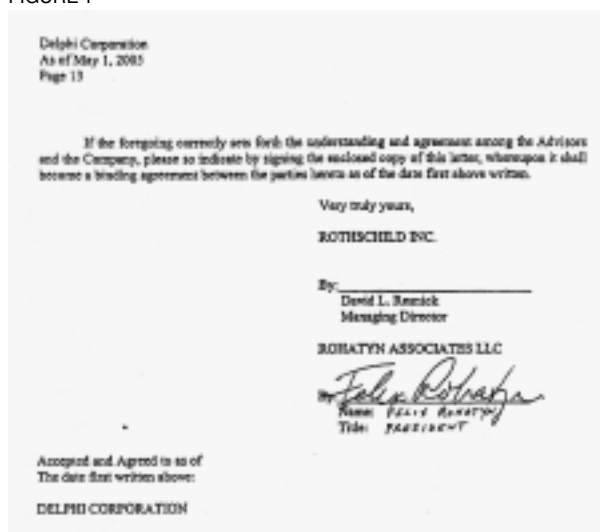 FIGURE 1
Delphi Corporation
As of May 1, 2005
Page 13
If the foregoing correctly sets forth the understanding and agreement among the Advisors
and the Company, please so indicate by signing the enclosed copy of this letter, whereupon it shall
become a binding agreement between the parties hereto as of the date first above written.
Very truly yours,
ROTHSCHILD INC.
By:
David L. Resnick
Managing Director
ROHATYN ASSOCIATES LLC
By: Felix Rohatyn
Name: FELIX ROHATYN
Title: PRESIDENT
Accepted and Agreed to as of
The date first written above:
DELPHI CORPORATION